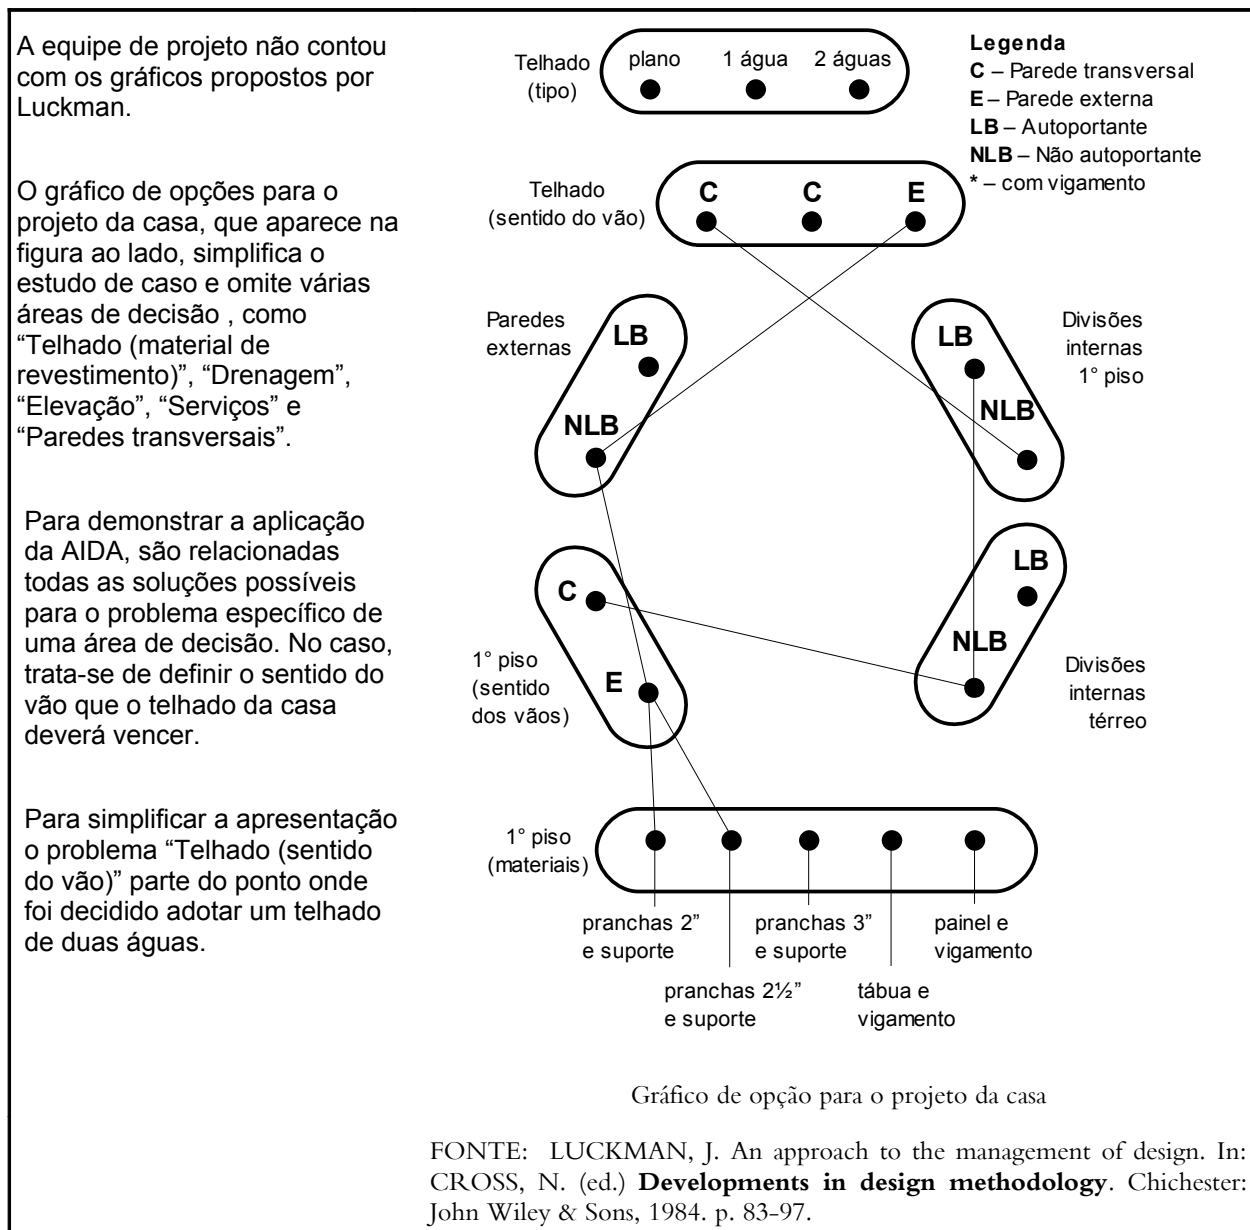 A equipe de projeto não contou
com os gráficos propostos por
Luckman.
O gráfico de opções para o
projeto da casa, que aparece na
figura ao lado, simplifica o
estudo de caso e omite várias
áreas de decisão , como
“Telhado (material de
revestimento)”, “Drenagem”,
“Elevação”, “Serviços” e
“Paredes transversais”.
Para demonstrar a aplicação
da AIDA, são relacionadas
todas as soluções possíveis
para o problema específico de
uma área de decisão. No caso,
trata-se de definir o sentido do
vão que o telhado da casa
deverá vencer.
Para simplificar a apresentação
o problema “Telhado (sentido
do vão)” parte do ponto onde
foi decidido adotar um telhado
de duas águas.
Telhado
(tipo)
plano 1 água 2 águas
Legenda
C – Parede transversal
E – Parede externa
LB – Autoportante
NLB – Não autoportante
* – com vigamento
Telhado
(sentido do vão)
C C E
Paredes
externas
LB
NLB
LB
NLB
Divisões
internas
1° piso
C
E
1° piso
(sentido
dos vãos)
LB
NLB
Divisões
internas
térreo
1° piso
(materiais)
pranchas 2”
e suporte
pranchas 3”
e suporte
painel e
vigamento
pranchas 2½”
e suporte
tábua e
vigamento
Gráfico de opção para o projeto da casa
FONTE: LUCKMAN, J. An approach to the management of design. In:
CROSS, N. (ed.) Developments in design methodology. Chichester:
John Wiley & Sons, 1984. p. 83-97.